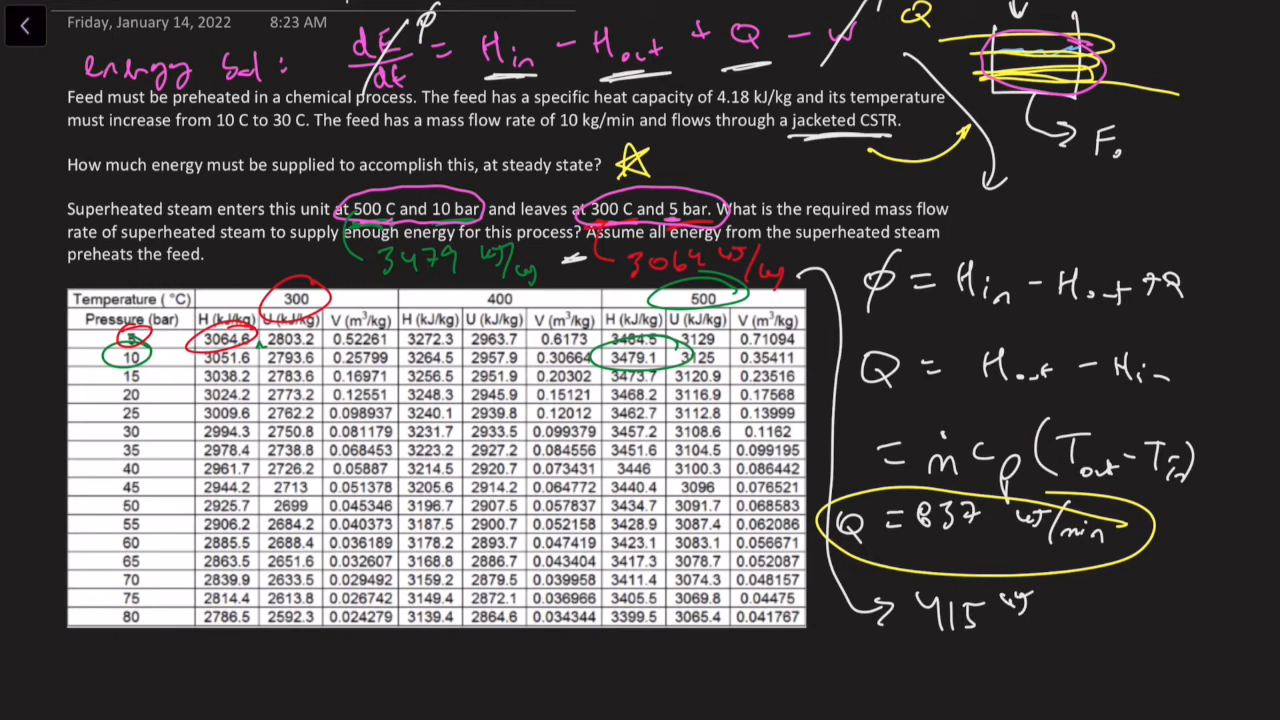 Friday, January 14, 2022 8:23 AM
energy bal : dE/dt = Hin - Hout + Q - W
ϕ
Q
Feed must be preheated in a chemical process. The feed has a specific heat capacity of 4.18 kJ/kg and its temperature
must increase from 10 C to 30 C. The feed has a mass flow rate of 10 kg/min and flows through a jacketed CSTR.
F.
How much energy must be supplied to accomplish this, at steady state?
Superheated steam enters this unit at 500 C and 10 bar and leaves at 300 C and 5 bar. What is the required mass flow
rate of superheated steam to supply enough energy for this process? Assume all energy from the superheated steam
preheats the feed.
3479 kJ/kg - 3064 kJ/kg
ϕ = Hin - Hout + Q
Q = Hout - Hin
= ṁ cp (Tout - Tin)
Q = 837 kJ/min
415 kJ
Temperature ( °C) 300 400 500
Pressure (bar) H (kJ/kg) U (kJ/kg) V (m³/kg) H (kJ/kg) U (kJ/kg) V (m³/kg) H (kJ/kg) U (kJ/kg) V (m³/kg)
5 3064.6 2803.2 0.52261 3272.3 2963.7 0.6173 3484.5 3129 0.71094
10 3051.6 2793.6 0.25799 3264.5 2957.9 0.30664 3479.1 3125 0.35411
15 3038.2 2783.6 0.16971 3256.5 2951.9 0.20302 3473.7 3120.9 0.23516
20 3024.2 2773.2 0.12551 3248.3 2945.9 0.15121 3468.2 3116.9 0.17568
25 3009.6 2762.2 0.098937 3240.1 2939.8 0.12012 3462.7 3112.8 0.13999
30 2994.3 2750.8 0.081179 3231.7 2933.5 0.099379 3457.2 3108.6 0.1162
35 2978.4 2738.8 0.068453 3223.2 2927.2 0.084556 3451.6 3104.5 0.099195
40 2961.7 2726.2 0.05887 3214.5 2920.7 0.073431 3446 3100.3 0.086442
45 2944.2 2713 0.051378 3205.6 2914.2 0.064772 3440.4 3096 0.076521
50 2925.7 2699 0.045346 3196.7 2907.5 0.057837 3434.7 3091.7 0.068583
55 2906.2 2684.2 0.040373 3187.5 2900.7 0.052158 3428.9 3087.4 0.062086
60 2885.5 2688.4 0.036189 3178.2 2893.7 0.047419 3423.1 3083.1 0.056671
65 2863.5 2651.6 0.032607 3168.8 2886.7 0.043404 3417.3 3078.7 0.052087
70 2839.9 2633.5 0.029492 3159.2 2879.5 0.039958 3411.4 3074.3 0.048157
75 2814.4 2613.8 0.026742 3149.4 2872.1 0.036966 3405.5 3069.8 0.04475
80 2786.5 2592.3 0.024279 3139.4 2864.6 0.034344 3399.5 3065.4 0.041767